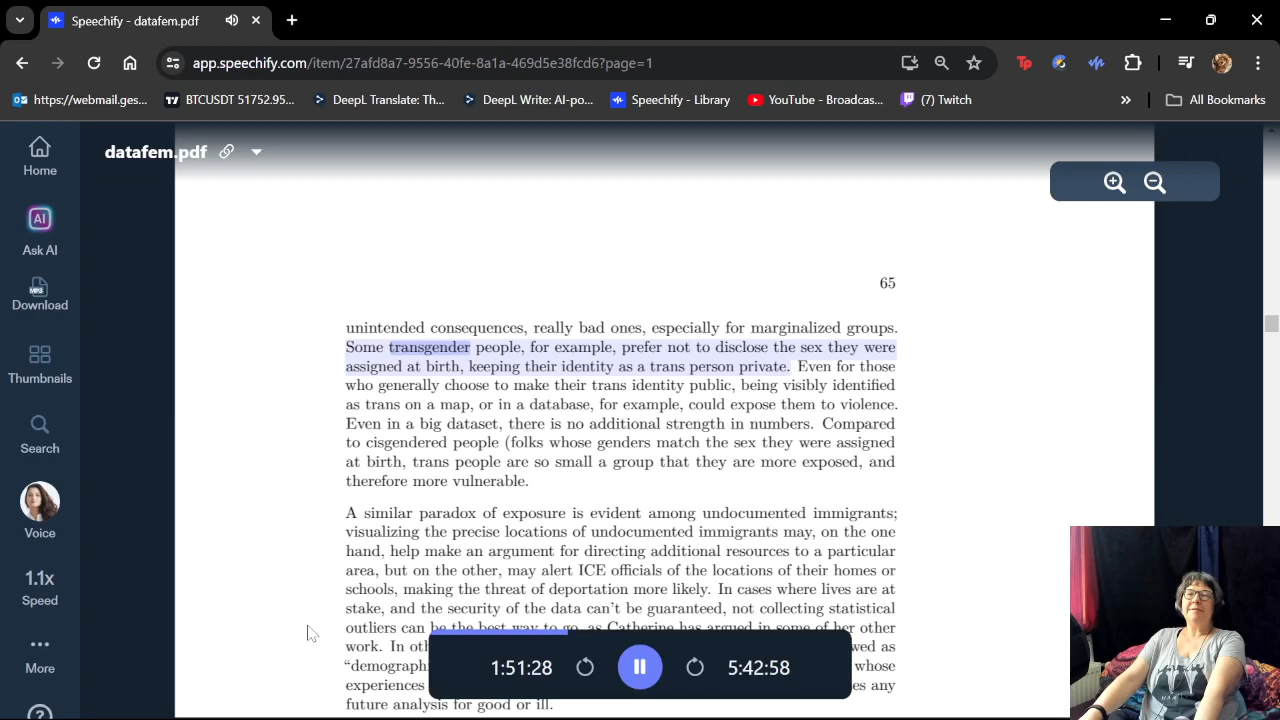 Speechify - datafem.pdf
app.speechify.com/item/27afd8a7-9556-40fe-8a1a-469d5e38fcd6?page=1
https://webmail.ges...
BTCUSDT 51752.95...
DeepL Translate: Th...
DeepL Write: AI-po...
Speechify - Library
YouTube - Broadcas...
(7) Twitch
»
All Bookmarks
datafem.pdf
Home
AI
Ask AI
MP3
Download
Thumbnails
Search
Voice
1.1x
Speed
More
65
unintended consequences, really bad ones, especially for marginalized groups.
Some transgender people, for example, prefer not to disclose the sex they were
assigned at birth, keeping their identity as a trans person private. Even for those
who generally choose to make their trans identity public, being visibly identified
as trans on a map, or in a database, for example, could expose them to violence.
Even in a big dataset, there is no additional strength in numbers. Compared
to cisgendered people (folks whose genders match the sex they were assigned
at birth, trans people are so small a group that they are more exposed, and
therefore more vulnerable.
A similar paradox of exposure is evident among undocumented immigrants;
visualizing the precise locations of undocumented immigrants may, on the one
hand, help make an argument for directing additional resources to a particular
area, but on the other, may alert ICE officials of the locations of their homes or
schools, making the threat of deportation more likely. In cases where lives are at
stake, and the security of the data can't be guaranteed, not collecting statistical
outliers can be the best way to go, as Catherine has argued in some of her other
work. In
"demographi whose
experiences any
future analysis for good or ill.
1:51:28
5:42:58